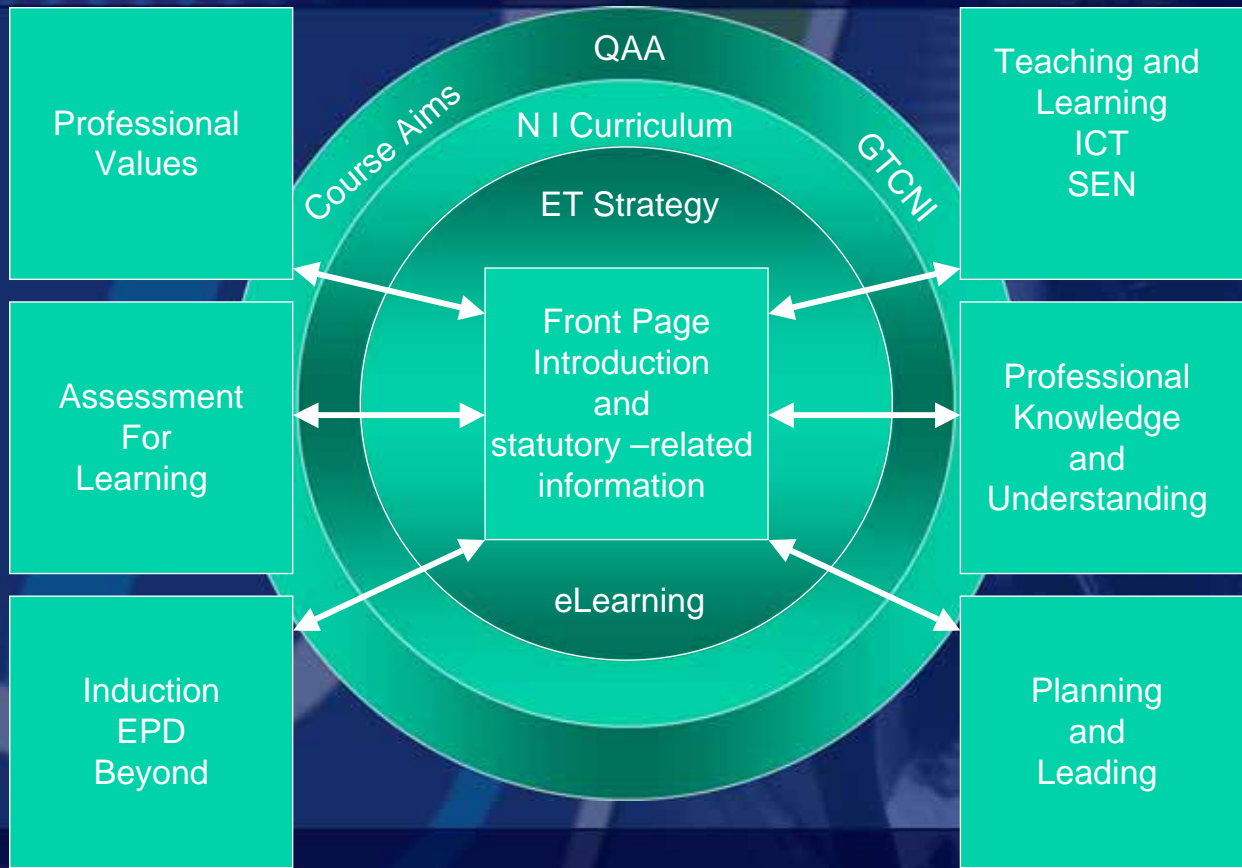 Professional
Values
Assessment
For
Learning
Induction
EPD
Beyond
QAA
Course Aims
GTCNI
N I Curriculum
ET Strategy
Front Page
Introduction
and
statutory –related
information
eLearning
Teaching and
Learning
ICT
SEN
Professional
Knowledge
and
Understanding
Planning
and
Leading